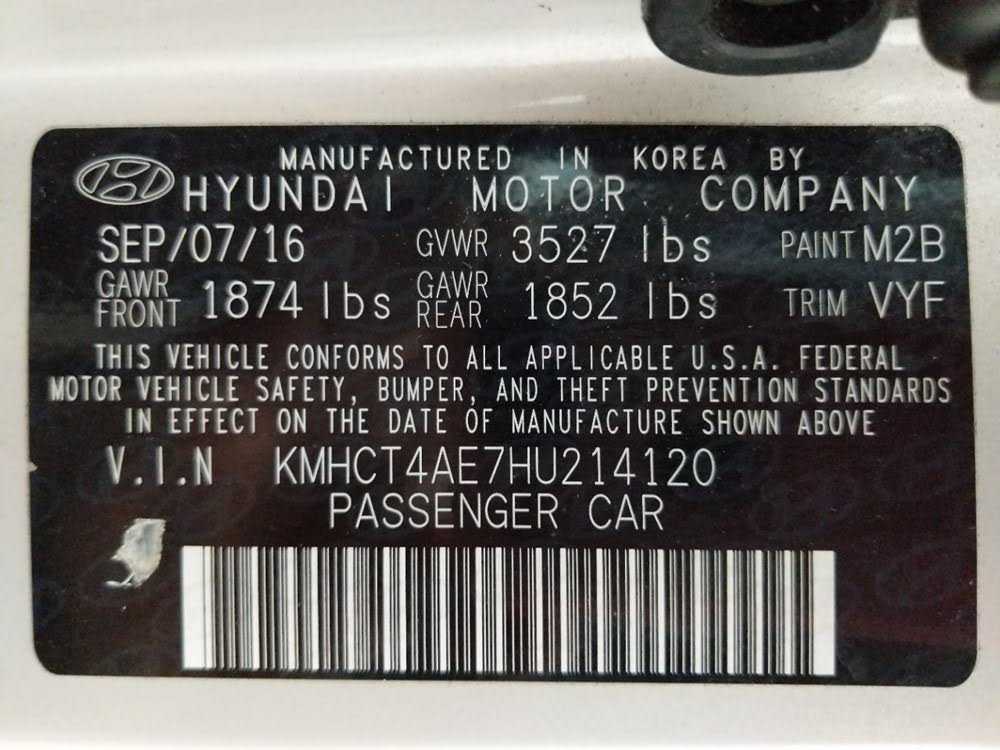 MANUFACTURED IN KOREA BY
HYUNDAI MOTOR COMPANY
SEP/07/16 GVWR 3527 lbs PAINT M2B
GAWR FRONT 1874 lbs GAWR REAR 1852 lbs TRIM VYF
THIS VEHICLE CONFORMS TO ALL APPLICABLE U.S.A. FEDERAL
MOTOR VEHICLE SAFETY, BUMPER, AND THEFT PREVENTION STANDARDS
IN EFFECT ON THE DATE OF MANUFACTURE SHOWN ABOVE
V.I.N KMHCT4AE7HU214120
PASSENGER CAR